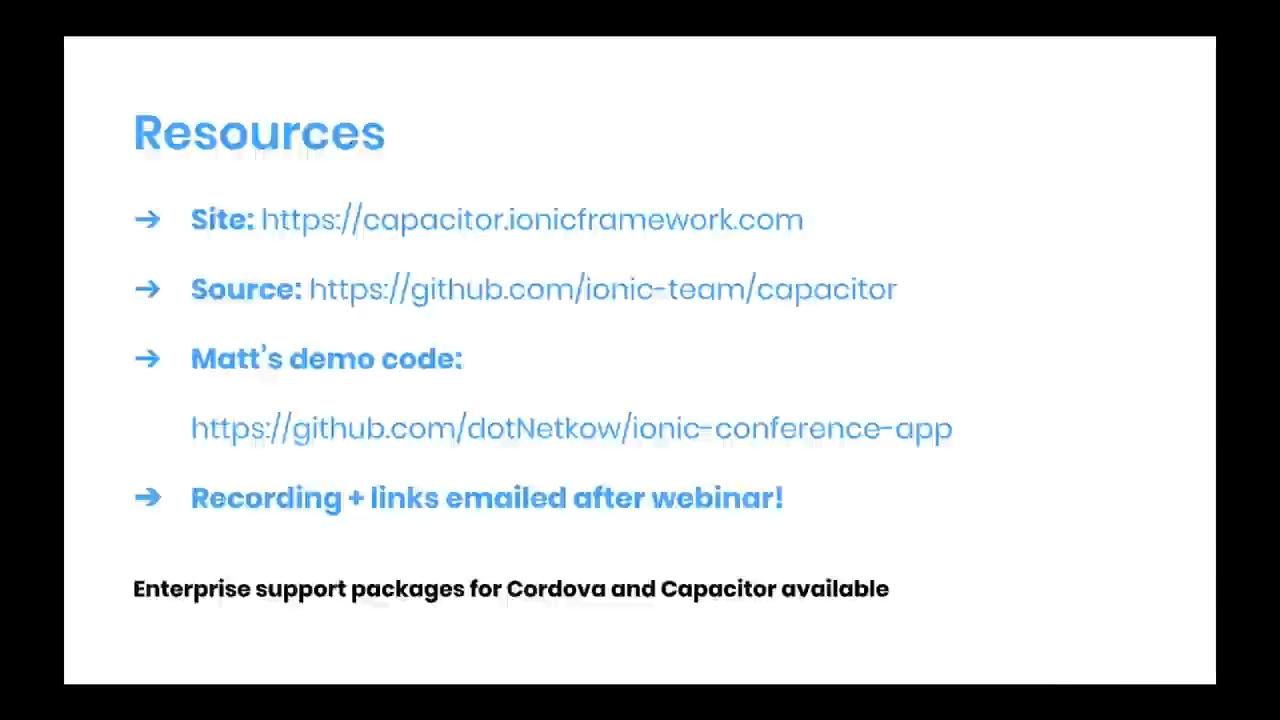 Resources
➔ Site: https://capacitor.ionicframework.com
➔ Source: https://github.com/ionic-team/capacitor
➔ Matt's demo code:
https://github.com/dotNetkow/ionic-conference-app
➔ Recording + links emailed after webinar!
Enterprise support packages for Cordova and Capacitor available